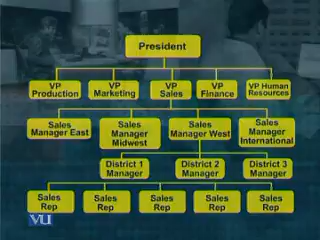 President
VP
Production
VP
Marketing
VP
Sales
VP
Finance
VP Human
Resources
Sales
Manager East
Sales
Manager
Midwest
Sales
Manager West
Sales
Manager
International
District 1
Manager
District 2
Manager
District 3
Manager
Sales
Rep
Sales
Rep
Sales
Rep
Sales
Rep
Sales
Rep
VU